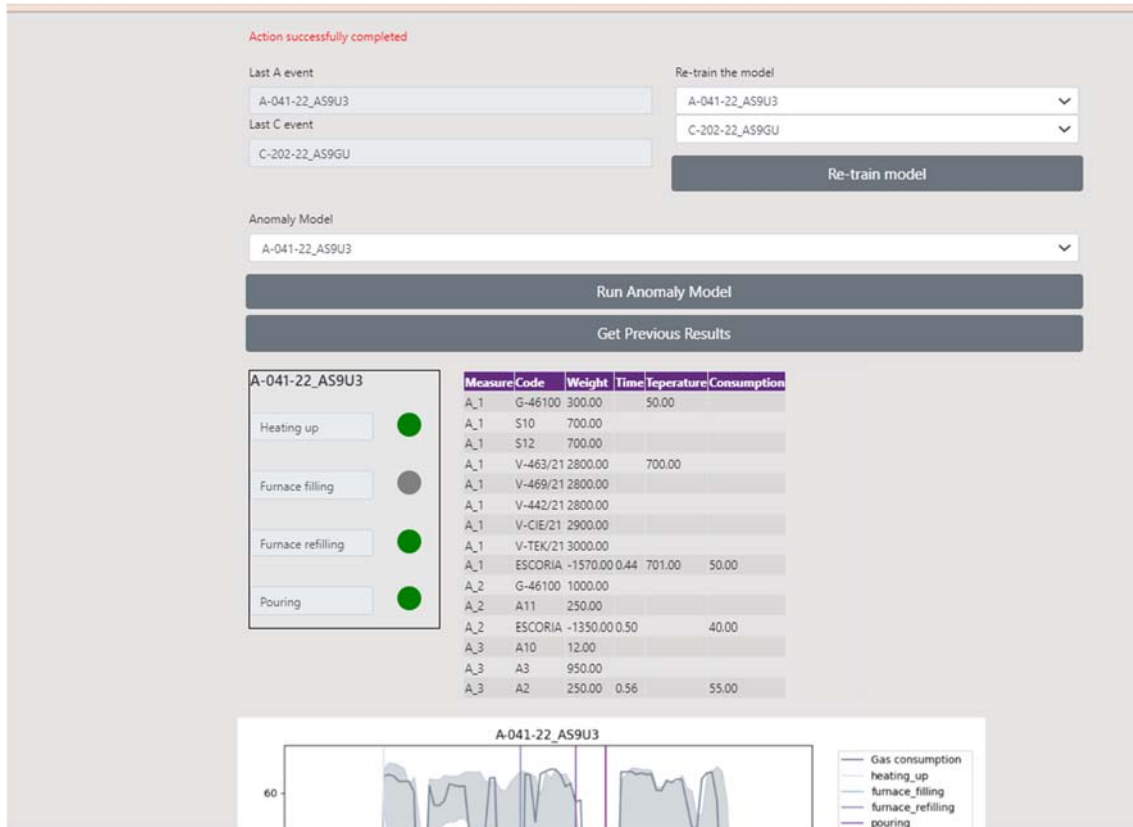 Action successfully completed
Last A event
A-041-22_AS9U3
Last C event
C-202-22_AS9GU
Re-train the model
A-041-22_AS9U3
C-202-22_AS9GU
Re-train model
Anomaly Model
A-041-22_AS9U3
Run Anomaly Model
Get Previous Results
A-041-22_AS9U3
Heating up
Furnace filling
Furnace refilling
Pouring
Measure Code Weight Time Teperature Consumption
A_1 G-46100 300.00 50.00
A_1 S10 700.00
A_1 S12 700.00
A_1 V-463/21 2800.00 700.00
A_1 V-469/21 2800.00
A_1 V-442/21 2800.00
A_1 V-CIE/21 2900.00
A_1 V-TEK/21 3000.00
A_1 ESCORIA -1570.00 0.44 701.00 50.00
A_2 G-46100 1000.00
A_2 A11 250.00
A_2 ESCORIA -1350.00 0.50 40.00
A_3 A10 12.00
A_3 A3 950.00
A_3 A2 250.00 0.56 55.00
A-041-22_AS9U3
60
Gas consumption
heating_up
furnace_filling
furnace_refilling
pouring